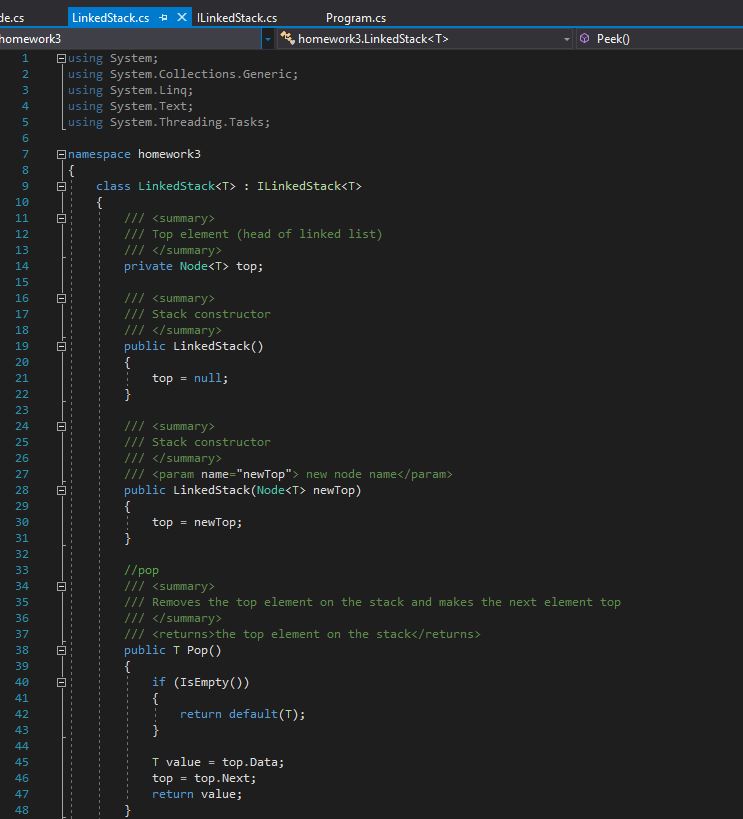 de.cs LinkedStack.cs ILinkedStack.cs Program.cs
homework3 homework3.LinkedStack<T> Peek()
1 using System;
2 using System.Collections.Generic;
3 using System.Linq;
4 using System.Text;
5 using System.Threading.Tasks;
6
7 namespace homework3
8 {
9 class LinkedStack<T> : ILinkedStack<T>
10 {
11 /// <summary>
12 /// Top element (head of linked list)
13 /// </summary>
14 private Node<T> top;
15
16 /// <summary>
17 /// Stack constructor
18 /// </summary>
19 public LinkedStack()
20 {
21 top = null;
22 }
23
24 /// <summary>
25 /// Stack constructor
26 /// </summary>
27 /// <param name="newTop"> new node name</param>
28 public LinkedStack(Node<T> newTop)
29 {
30 top = newTop;
31 }
32
33 //pop
34 /// <summary>
35 /// Removes the top element on the stack and makes the next element top
36 /// </summary>
37 /// <returns>the top element on the stack</returns>
38 public T Pop()
39 {
40 if (IsEmpty())
41 {
42 return default(T);
43 }
44
45 T value = top.Data;
46 top = top.Next;
47 return value;
48 }